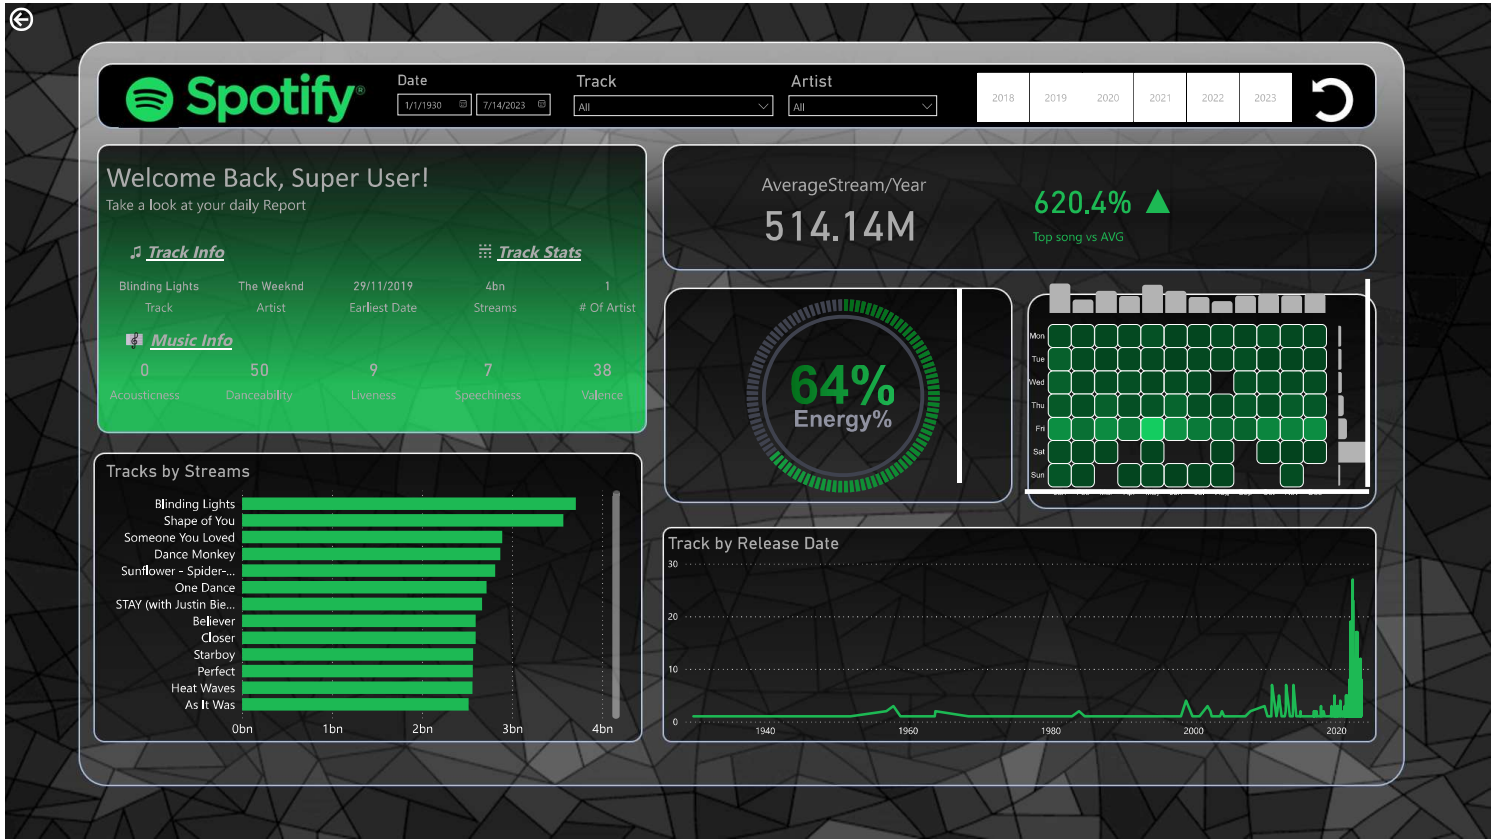 Spotify®
Date
1/1/1930
7/14/2023
Track
All
Artist
All
2018 2019 2020 2021 2022 2023
Welcome Back, Super User!
Take a look at your daily Report
Track Info
Track Stats
Blinding Lights The Weeknd 29/11/2019 4bn 1
Track Artist Earliest Date Streams # Of Artist
Music Info
0 50 9 7 38
Acousticness Danceability Liveness Speechiness Valence
AverageStream/Year
514.14M
620.4%
Top song vs AVG
64%
Energy%
Mon
Tue
Wed
Thu
Fri
Sat
Sun
Tracks by Streams
Blinding Lights
Shape of You
Someone You Loved
Dance Monkey
Sunflower - Spider-...
One Dance
STAY (with Justin Bie...
Believer
Closer
Starboy
Perfect
Heat Waves
As It Was
0bn 1bn 2bn 3bn 4bn
Track by Release Date
30
20
10
0
1940 1960 1980 2000 2020